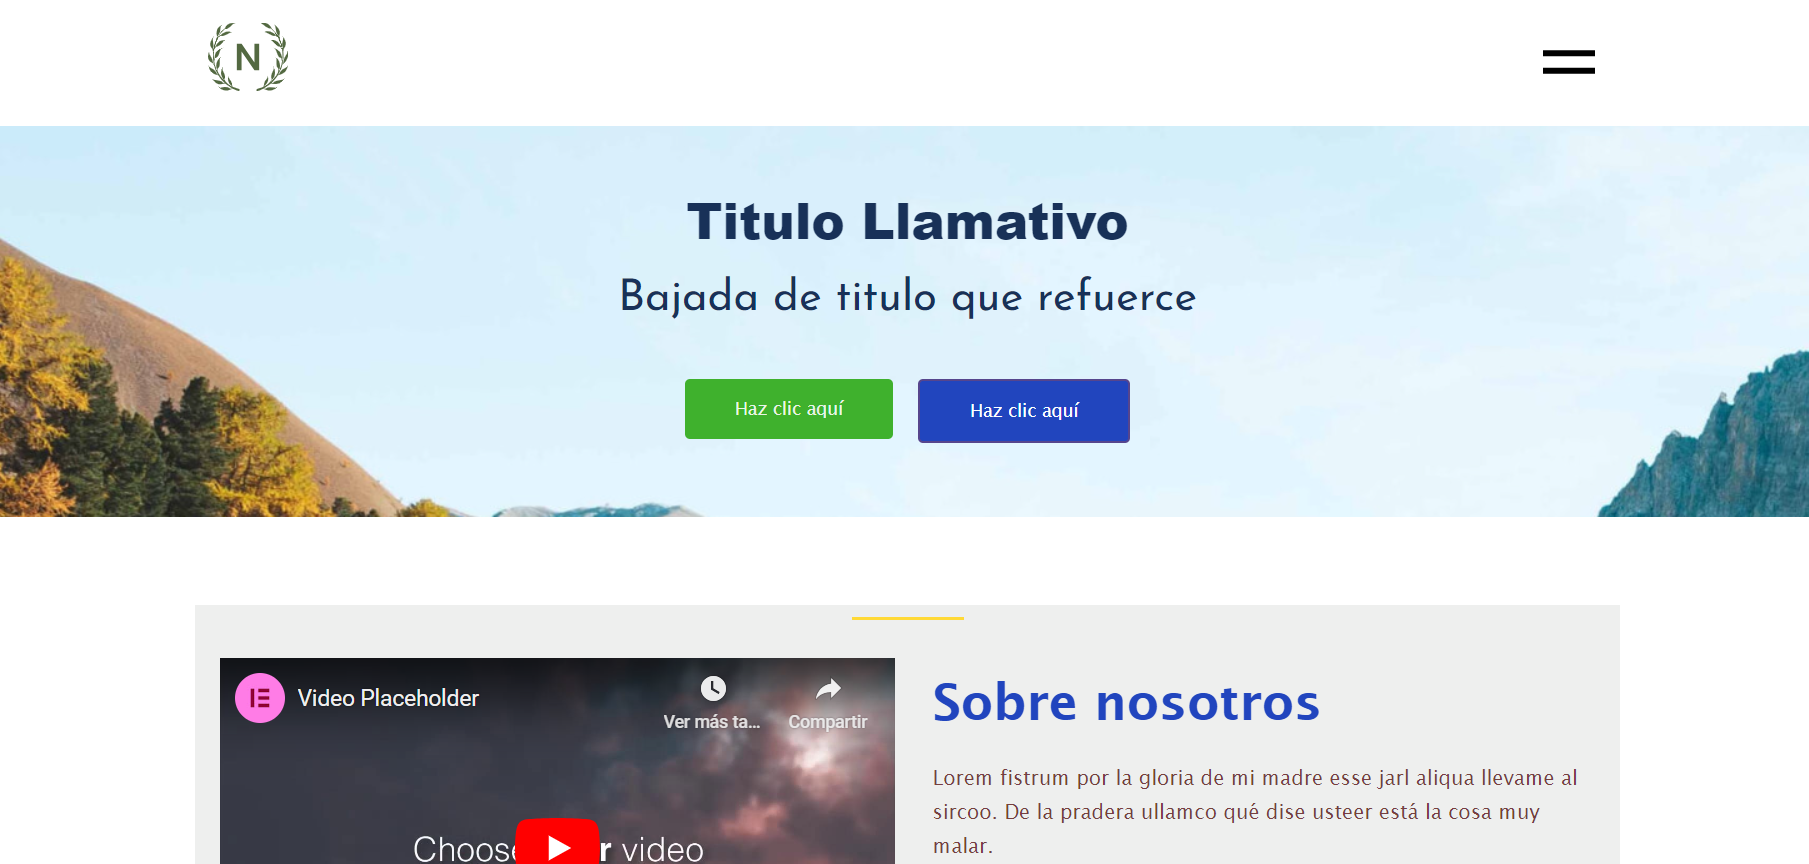 N
Titulo Llamativo
Bajada de titulo que refuerce
Haz clic aquí
Haz clic aquí
Video Placeholder
Ver más ta...
Compartir
Choose video
Sobre nosotros
Lorem fistrum por la gloria de mi madre esse jarl aliqua llevame al
sircoo. De la pradera ullamco qué dise usteer está la cosa muy
malar.